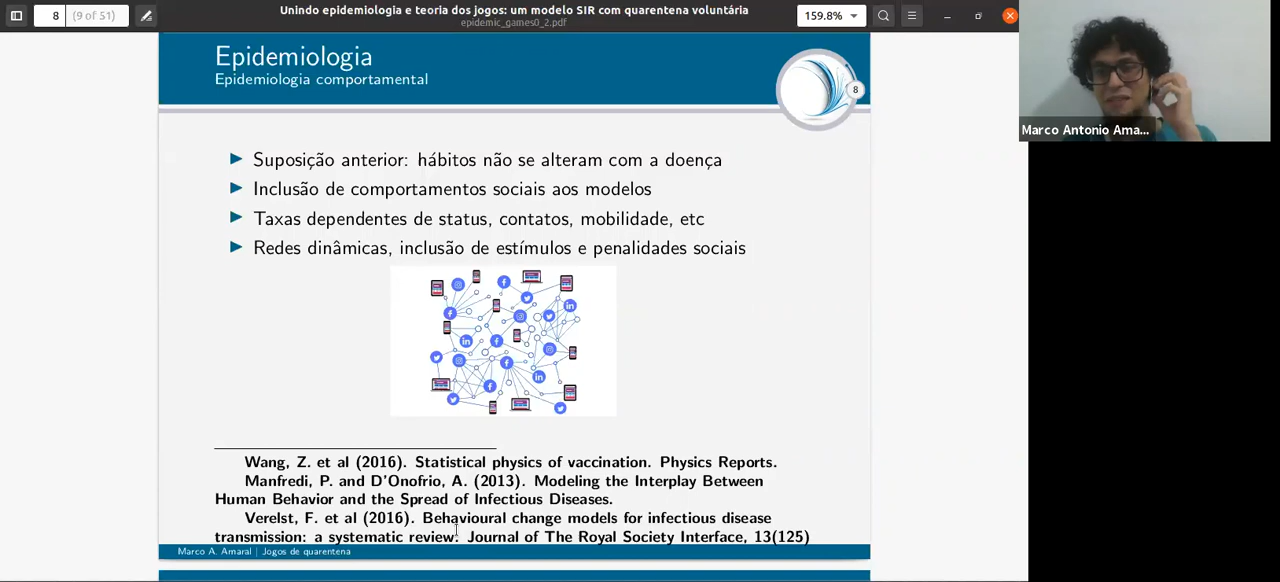 Unindo epidemiologia e teoria dos jogos: um modelo SIR com quarentena voluntária
epidemic_games0_2.pdf
8
(9 of 51)
159.8%
Epidemiologia
Epidemiologia comportamental
8
Marco Antonio Ama...
Suposição anterior: hábitos não se alteram com a doença
Inclusão de comportamentos sociais aos modelos
Taxas dependentes de status, contatos, mobilidade, etc
Redes dinâmicas, inclusão de estímulos e penalidades sociais
Wang, Z. et al (2016). Statistical physics of vaccination. Physics Reports.
Manfredi, P. and D'Onofrio, A. (2013). Modeling the Interplay Between
Human Behavior and the Spread of Infectious Diseases.
Verelst, F. et al (2016). Behavioural change models for infectious disease
transmission: a systematic review. Journal of The Royal Society Interface, 13(125)
Marco A. Amaral | Jogos de quarentena